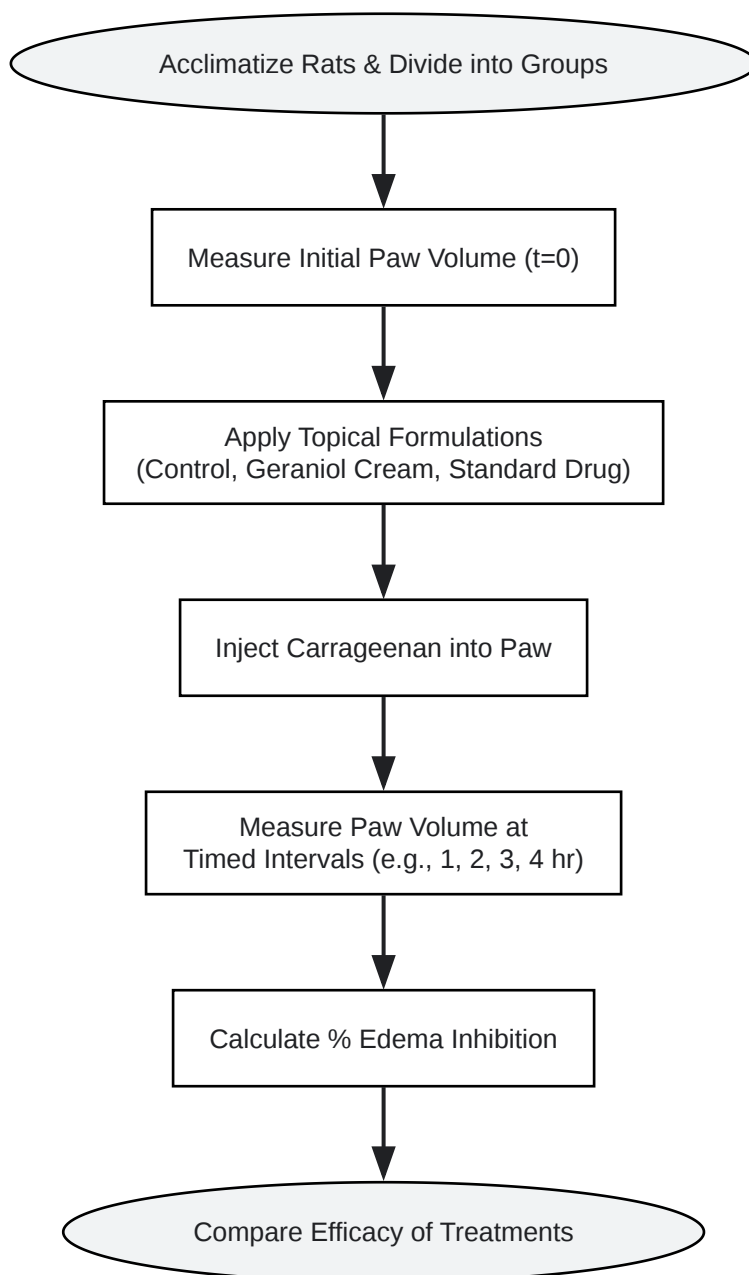 Acclimatize Rats & Divide into Groups
Measure Initial Paw Volume (t=0)
Apply Topical Formulations
(Control, Geraniol Cream, Standard Drug)
Inject Carrageenan into Paw
Measure Paw Volume at
Timed Intervals (e.g., 1, 2, 3, 4 hr)
Calculate % Edema Inhibition
Compare Efficacy of Treatments